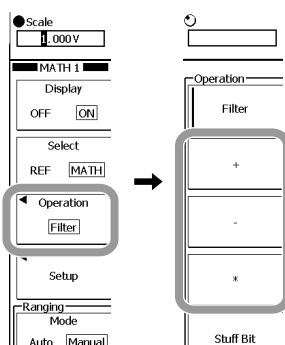 Scale
1.000V
MATH 1
Display
OFF ON
Select
REF MATH
Operation
Filter
Setup
Ranging
Mode
Auto Manual
Operation
Filter
+
-
*
Stuff Bit